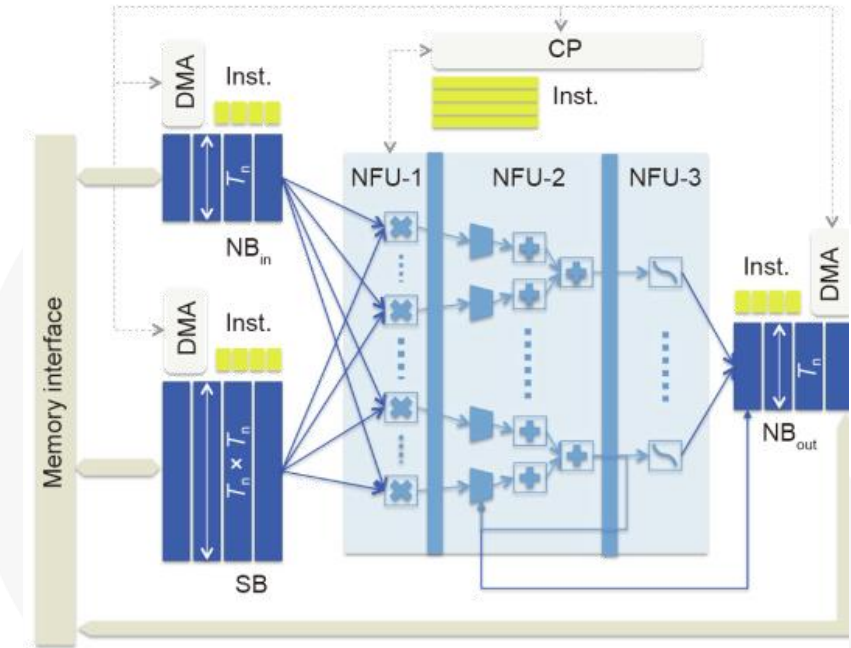 CP
DMA
Inst.
Inst.
Tn
NBin
NFU-1
NFU-2
NFU-3
DMA
Inst.
Inst.
DMA
Tn × Tn
Tn
NBout
SB
Memory interface